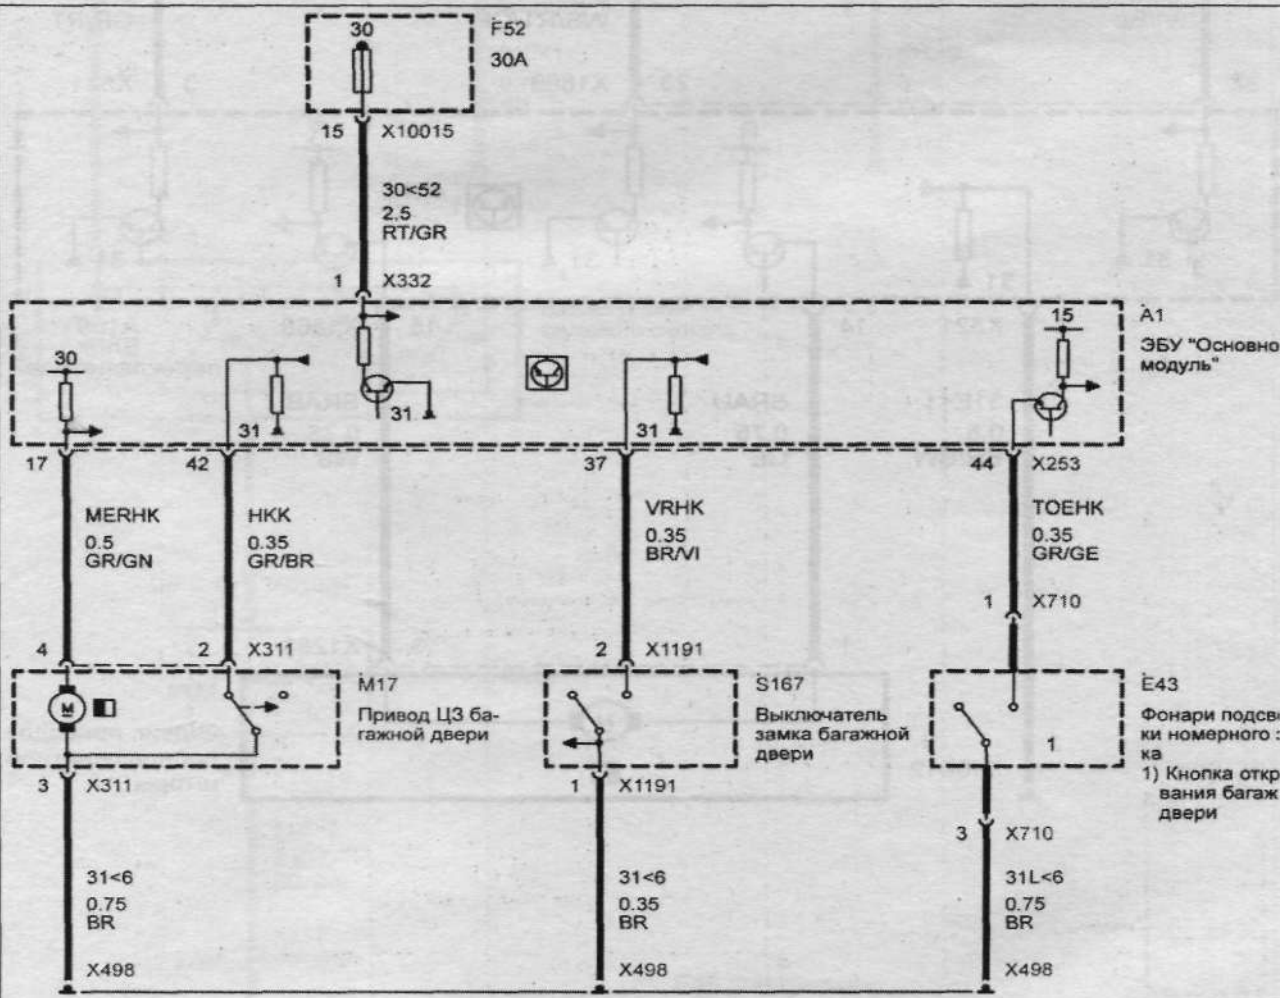 30
F52
30A
15 X10015
30<52
2.5
RT/GR
1 X332
15
A1
ЭБУ "Основно
модуль"
30
31
31
31
17
42
37
44 X253
MERHK
0.5
GR/GN
HKK
0.35
GR/BR
VRHK
0.35
BR/VI
TOEHK
0.35
GR/GE
1 X710
4
2 X311
2 X1191
M
M17
Привод ЦЗ ба-
гажной двери
S167
Выключатель
замка багажной
двери
1
E43
Фонари подсве
ки номерного з
ка
1) Кнопка откр
вания багаж
двери
3 X311
1 X1191
3 X710
31<6
0.75
BR
31<6
0.35
BR
31L<6
0.75
BR
X498
X498
X498